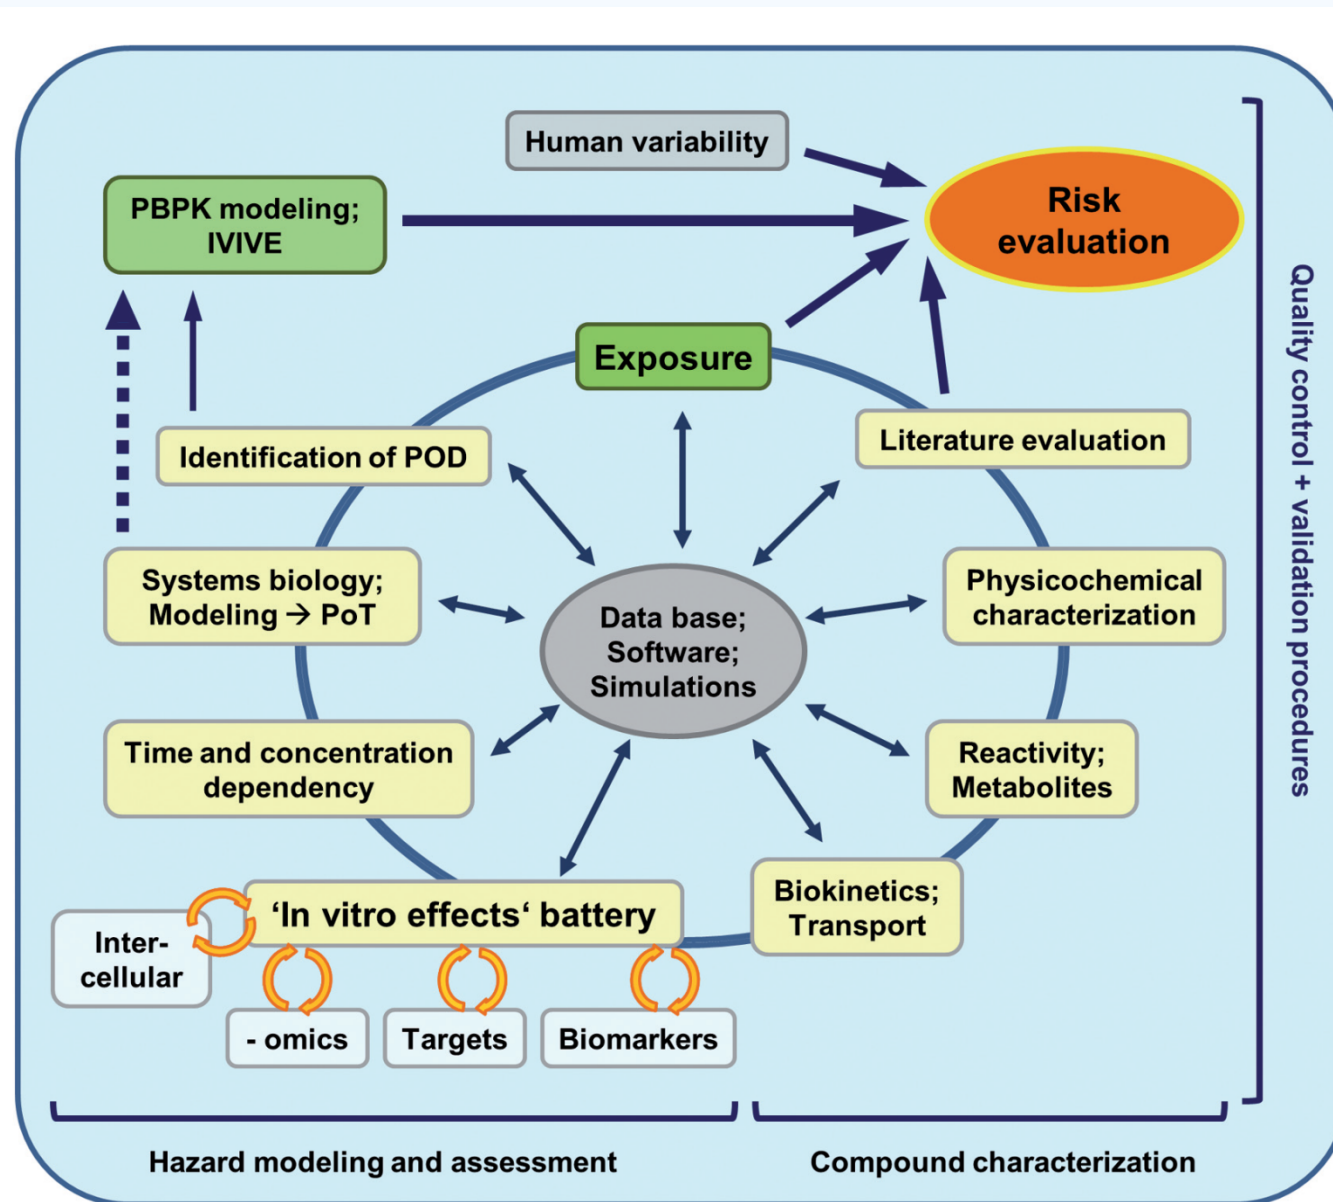 Human variability
PBPK modeling;
IVIVE
Risk
evaluation
Exposure
Identification of POD
Literature evaluation
Systems biology;
Modeling → PoT
Data base;
Software;
Simulations
Physicochemical
characterization
Time and concentration
dependency
Reactivity;
Metabolites
'In vitro effects' battery
Biokinetics;
Transport
Inter-
cellular
- omics
Targets
Biomarkers
Hazard modeling and assessment
Compound characterization
Quality control + validation procedures